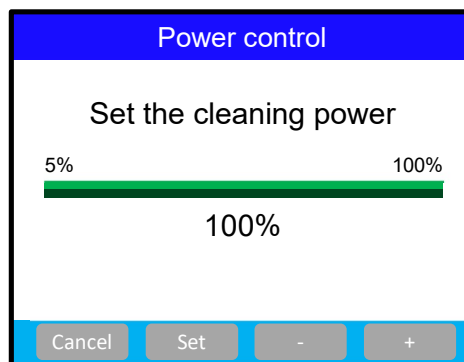 Power control
Set the cleaning power
5% 100%
100%
Cancel Set - +